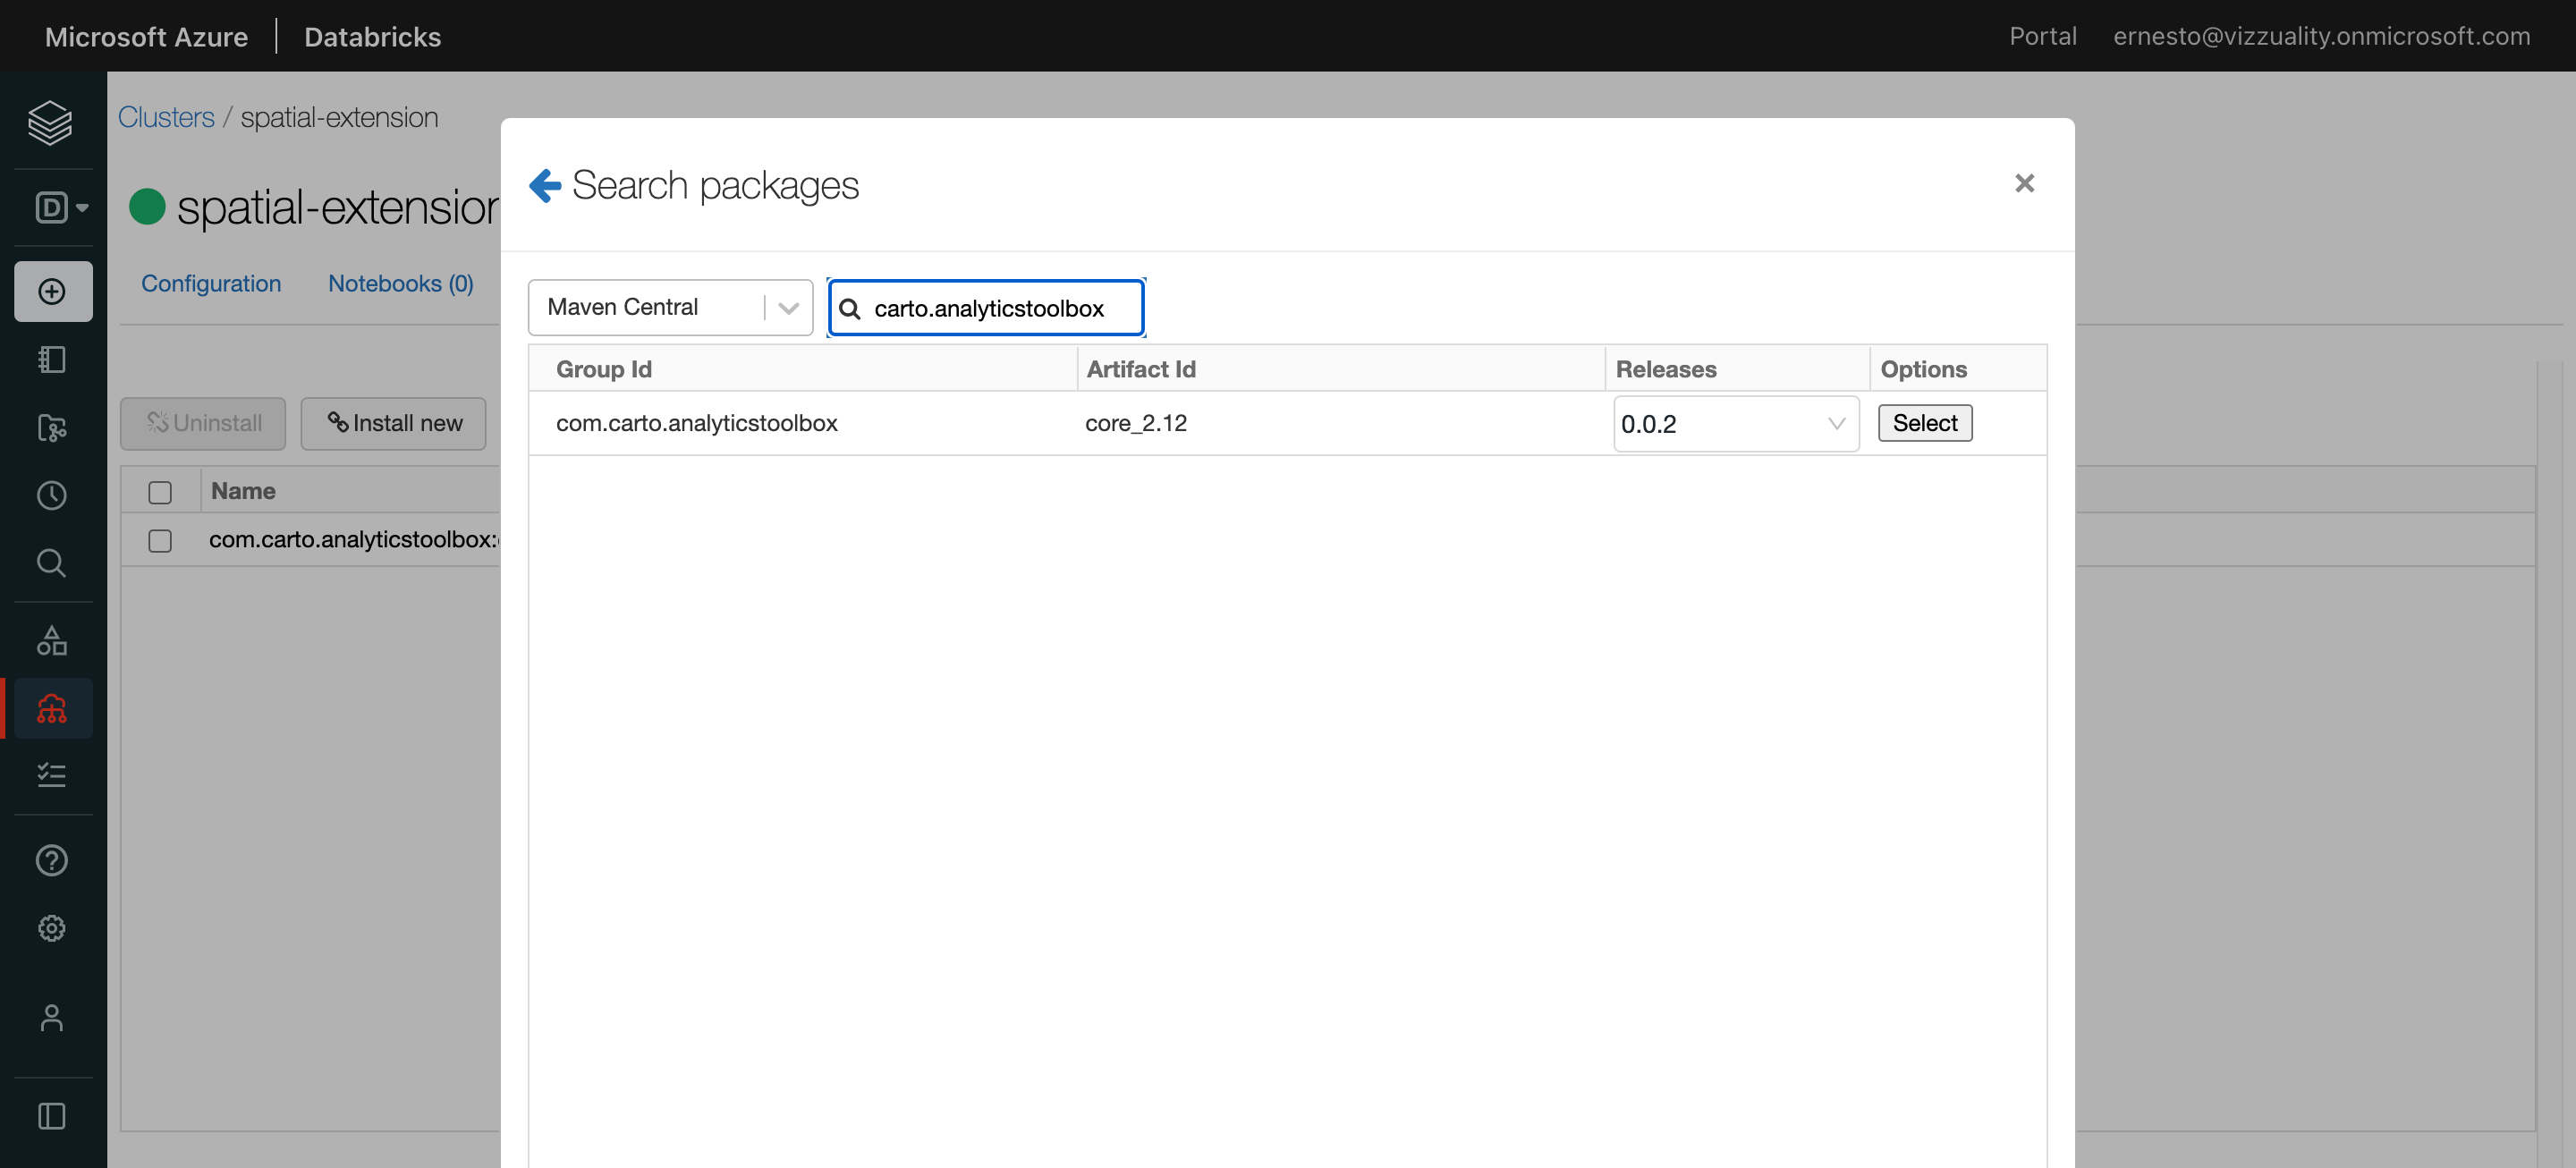 Microsoft Azure | Databricks
Portal ernesto@vizzuality.onmicrosoft.com
Clusters / spatial-extension
spatial-extension
Configuration Notebooks (0)
Uninstall Install new
Name
com.carto.analyticstoolbox:
Search packages
Maven Central carto.analyticstoolbox
Group Id Artifact Id Releases Options
com.carto.analyticstoolbox core_2.12 0.0.2 Select